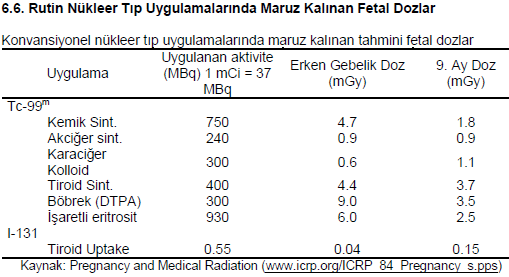 6.6. Rutin Nükleer Tıp Uygulamalarında Maruz Kalınan Fetal Dozlar
Konvansiyonel nükleer tıp uygulamalarında maruz kalınan tahmini fetal dozlar
Uygulama Uygulanan aktivite (MBq) 1 mCi = 37 MBq Erken Gebelik Doz (mGy) 9. Ay Doz (mGy)
Tc-99m
Kemik Sint. 750 4.7 1.8
Akciğer sint. 240 0.9 0.9
Karaciğer Kolloid 300 0.6 1.1
Tiroid Sint. 400 4.4 3.7
Böbrek (DTPA) 300 9.0 3.5
İşaretli eritrosit 930 6.0 2.5
I-131
Tiroid Uptake 0.55 0.04 0.15
Kaynak: Pregnancy and Medical Radiation (www.icrp.org/ICRP_84_Pregnancy_s.pps)